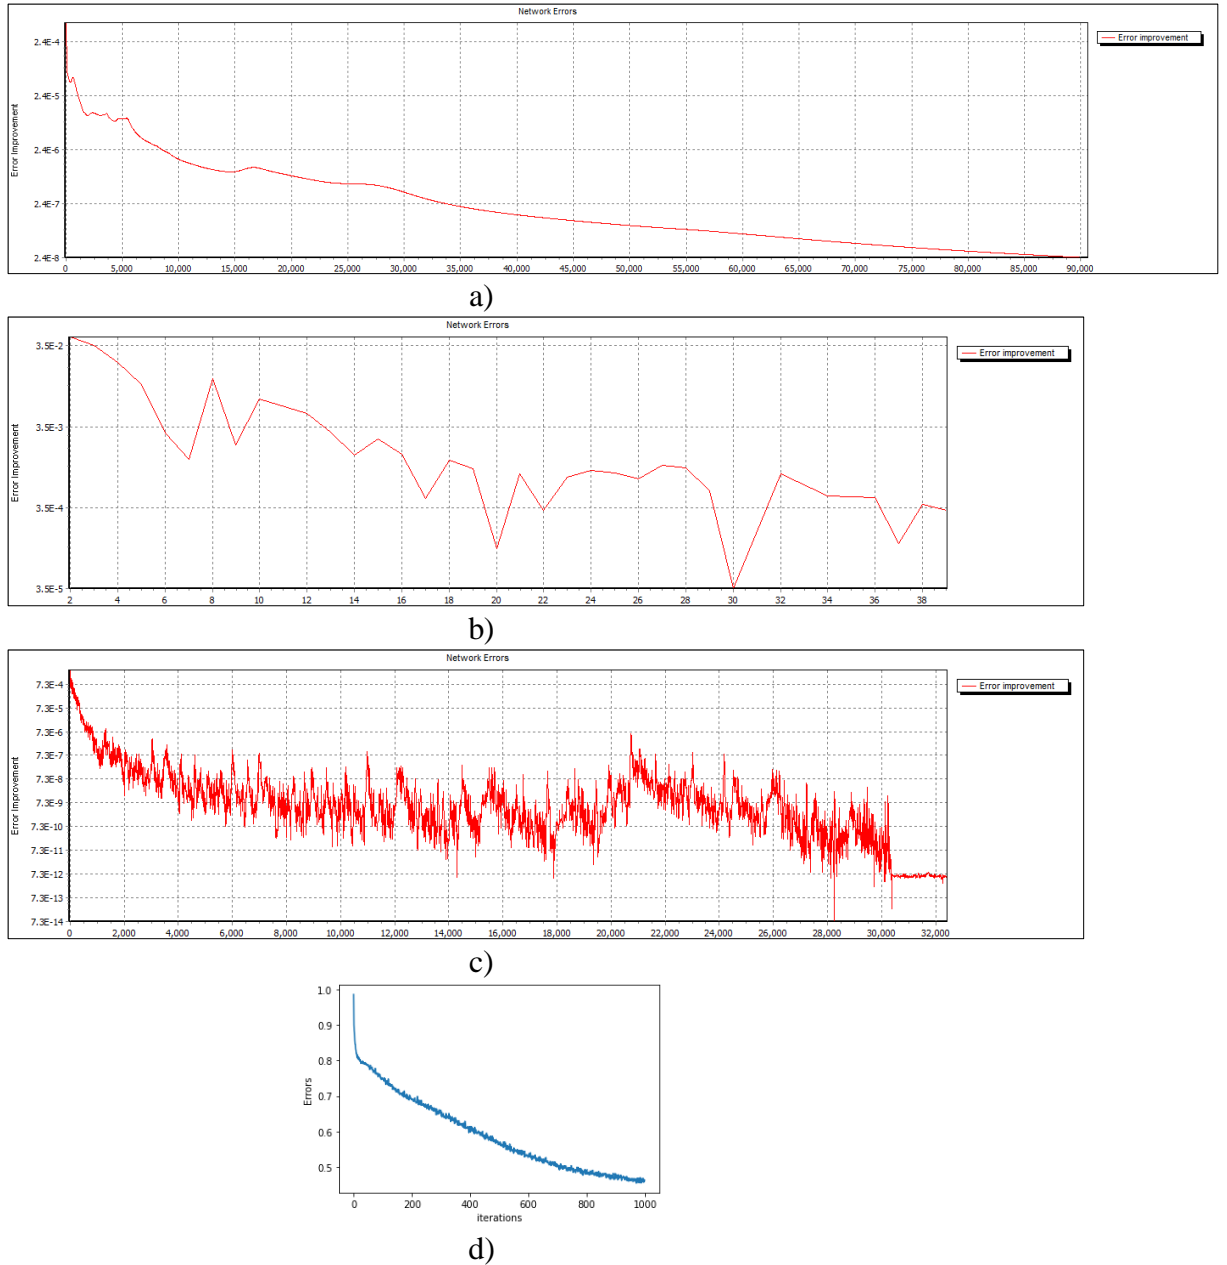 Network Errors
2.4E-4
2.4E-5
2.4E-6
2.4E-7
2.4E-8
Error Improvement
0 5,000 10,000 15,000 20,000 25,000 30,000 35,000 40,000 45,000 50,000 55,000 60,000 65,000 70,000 75,000 80,000 85,000 90,000
Error improvement
a)
Network Errors
3.5E-2
3.5E-3
3.5E-4
3.5E-5
Error Improvement
2 4 6 8 10 12 14 16 18 20 22 24 26 28 30 32 34 36 38
Error improvement
b)
Network Errors
7.3E-4
7.3E-5
7.3E-6
7.3E-7
7.3E-8
7.3E-9
7.3E-10
7.3E-11
7.3E-12
7.3E-13
7.3E-14
Error Improvement
0 2,000 4,000 6,000 8,000 10,000 12,000 14,000 16,000 18,000 20,000 22,000 24,000 26,000 28,000 30,000 32,000
Error improvement
c)
1.0
0.9
0.8
0.7
0.6
0.5
Errors
0 200 400 600 800 1000
iterations
d)